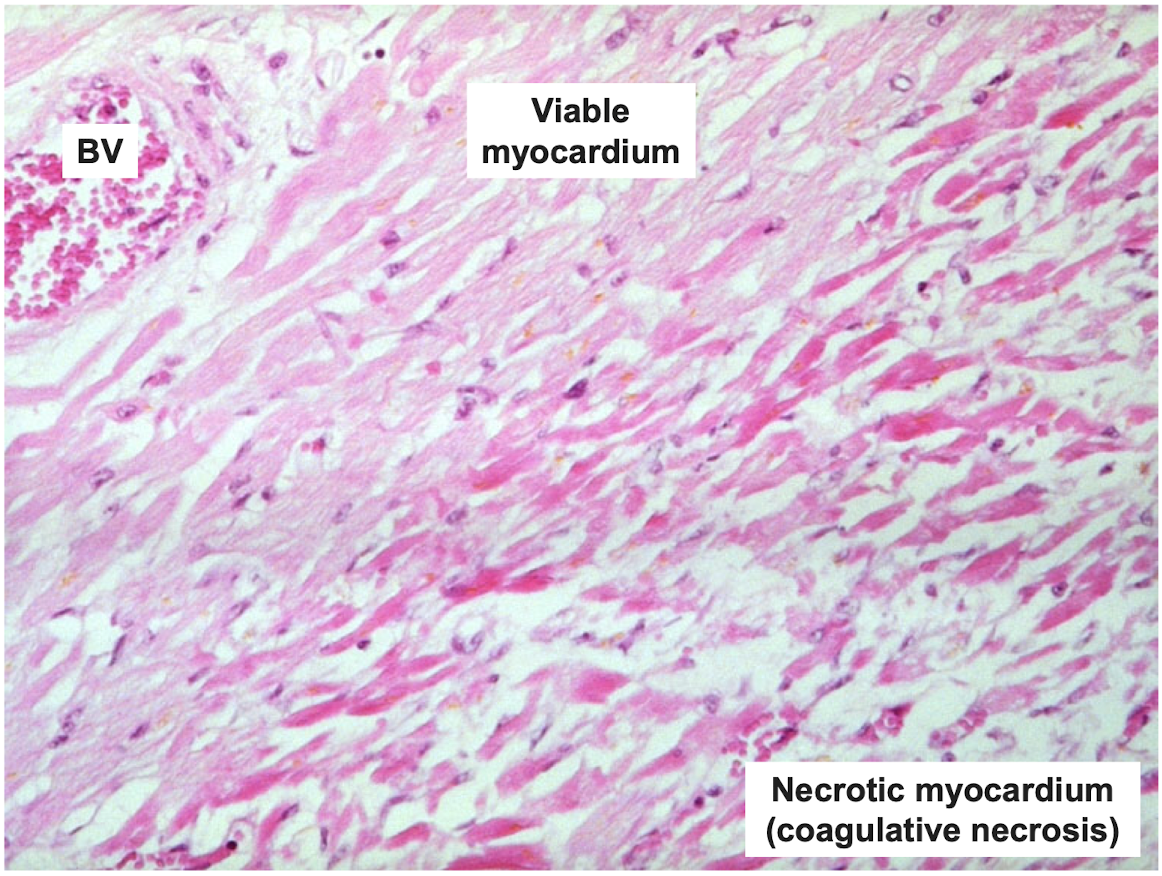 Viable
myocardium
BV
Necrotic myocardium
(coagulative necrosis)